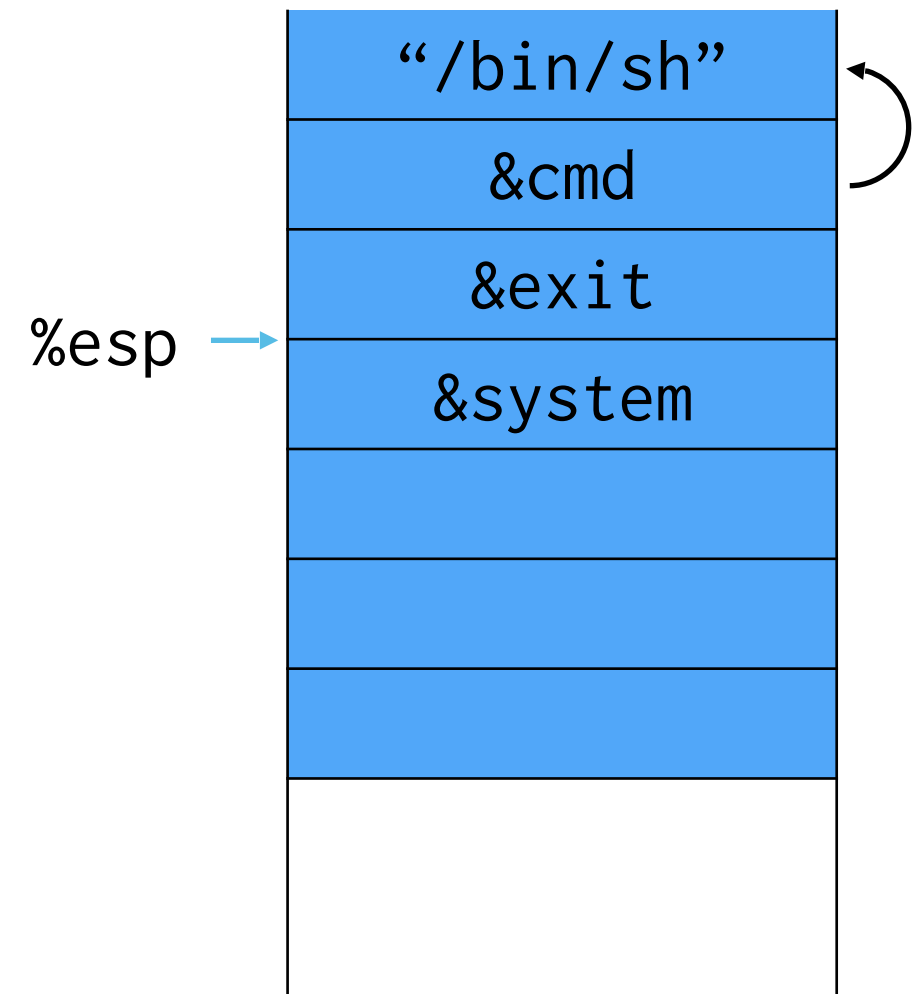 “/bin/sh”
&cmd
&exit
%esp
&system